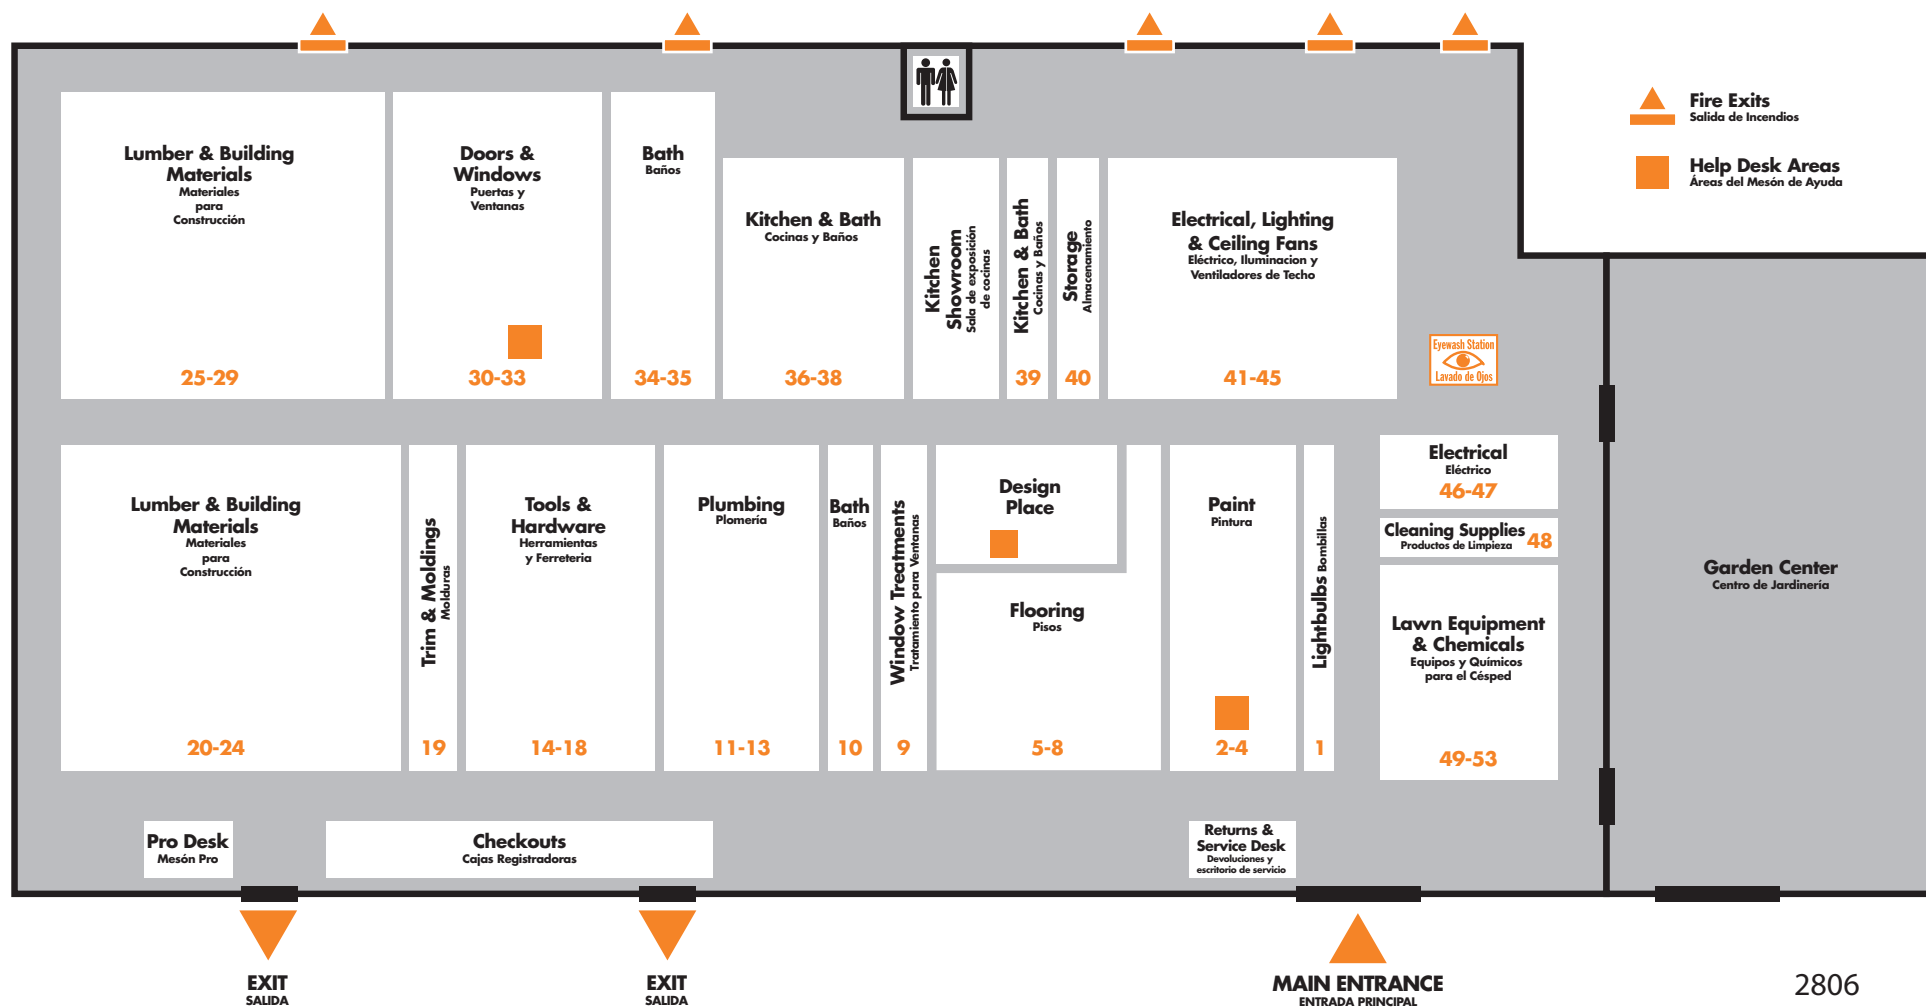 Fire Exits
Salida de Incendios
Help Desk Areas
Áreas del Mesón de Ayuda
Lumber & Building
Materials
Materiales
para
Construcción
25-29
Doors &
Windows
Puertas y
Ventanas
30-33
Bath
Baños
34-35
Kitchen & Bath
Cocinas y Baños
36-38
Kitchen
Showroom
Sala de exposición
de cocinas
Kitchen & Bath
Cocinas y Baños
39
Storage
Almacenamiento
40
Electrical, Lighting
& Ceiling Fans
Eléctrico, Iluminacion y
Ventiladores de Techo
41-45
Eyewash Station
Lavado de Ojos
Lumber & Building
Materials
Materiales
para
Construcción
20-24
Trim & Moldings
Molduras
19
Tools &
Hardware
Herramientas
y Ferreteria
14-18
Plumbing
Plomería
11-13
Bath
Baños
10
Window Treatments
Tratamiento para Ventanas
9
Design
Place
Flooring
Pisos
5-8
Paint
Pintura
2-4
Lightbulbs Bombillas
1
Electrical
Eléctrico
46-47
Cleaning Supplies
Productos de Limpieza
48
Lawn Equipment
& Chemicals
Equipos y Químicos
para el Césped
49-53
Garden Center
Centro de Jardinería
Pro Desk
Mesón Pro
Checkouts
Cajas Registradoras
Returns &
Service Desk
Devoluciones y
escritorio de servicio
EXIT
SALIDA
EXIT
SALIDA
MAIN ENTRANCE
ENTRADA PRINCIPAL
2806